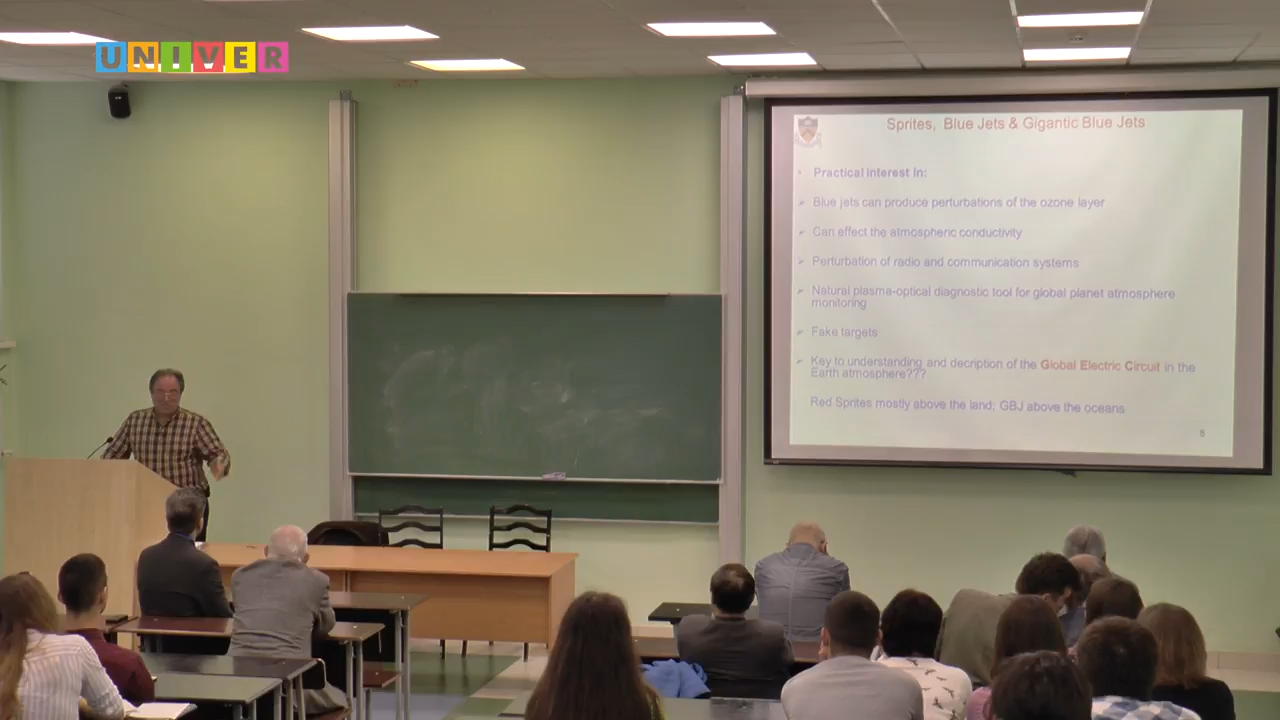 UNIVER
Sprites, Blue Jets & Gigantic Blue Jets
Practical interest In:
Blue jets can produce perturbations of the ozone layer
Can effect the atmospheric conductivity
Perturbation of radio and communication systems
Natural plasma-optical diagnostic tool for global planet atmosphere
monitoring
Fake targets
Key to understanding and decription of the Global Electric Circuit in the
Earth atmosphere???
Red Sprites mostly above the land; GBJ above the oceans